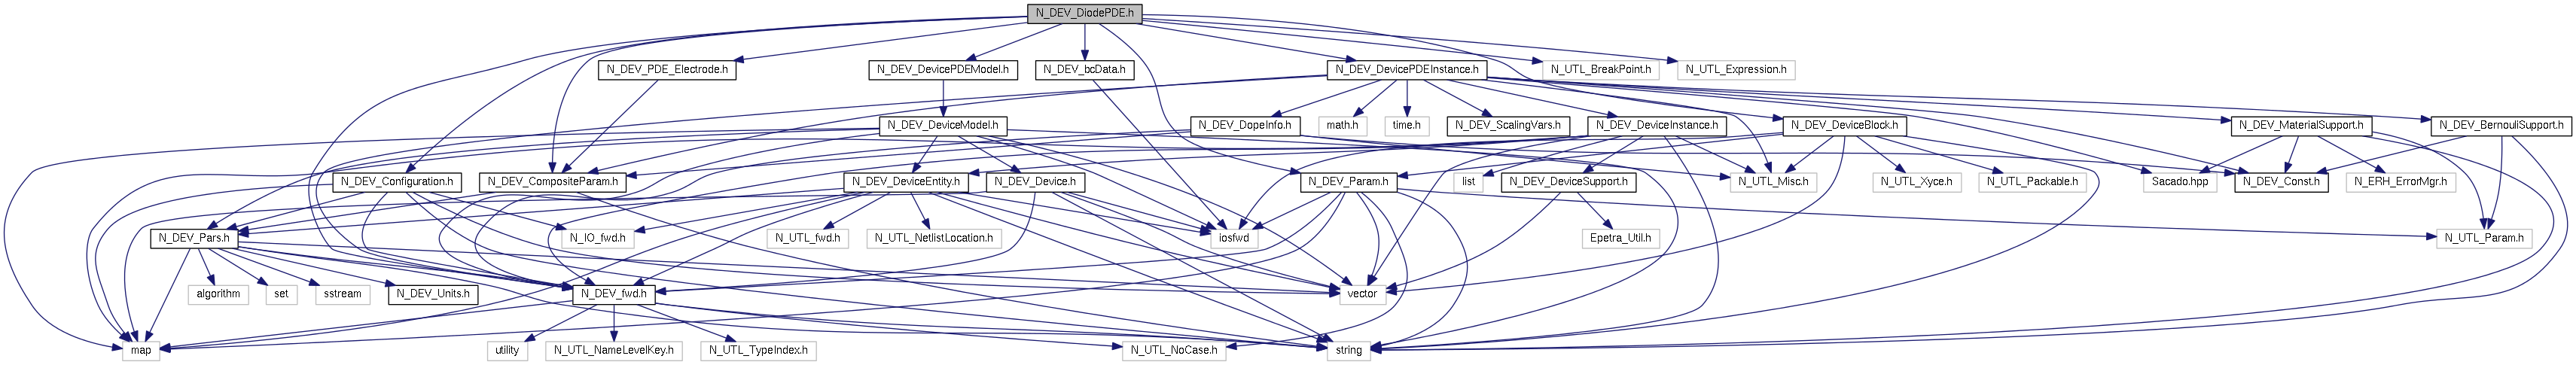 N_DEV_DiodePDE.h
N_DEV_PDE_Electrode.h
N_DEV_DevicePDEModel.h
N_DEV_bcData.h
N_DEV_DevicePDEInstance.h
N_UTL_BreakPoint.h
N_UTL_Expression.h
N_DEV_DeviceModel.h
N_DEV_DopeInfo.h
math.h
time.h
N_DEV_ScalingVars.h
N_DEV_DeviceInstance.h
N_DEV_DeviceBlock.h
N_DEV_MaterialSupport.h
N_DEV_BernouliSupport.h
N_DEV_Configuration.h
N_DEV_CompositeParam.h
N_DEV_DeviceEntity.h
N_DEV_Device.h
N_DEV_Param.h
list
N_DEV_DeviceSupport.h
N_UTL_Misc.h
N_UTL_Xyce.h
N_UTL_Packable.h
Sacado.hpp
N_DEV_Const.h
N_ERH_ErrorMgr.h
N_DEV_Pars.h
N_IO_fwd.h
N_UTL_fwd.h
N_UTL_NetlistLocation.h
iosfwd
Epetra_Util.h
N_UTL_Param.h
algorithm
set
sstream
N_DEV_Units.h
N_DEV_fwd.h
vector
map
utility
N_UTL_NameLevelKey.h
N_UTL_TypeIndex.h
N_UTL_NoCase.h
string